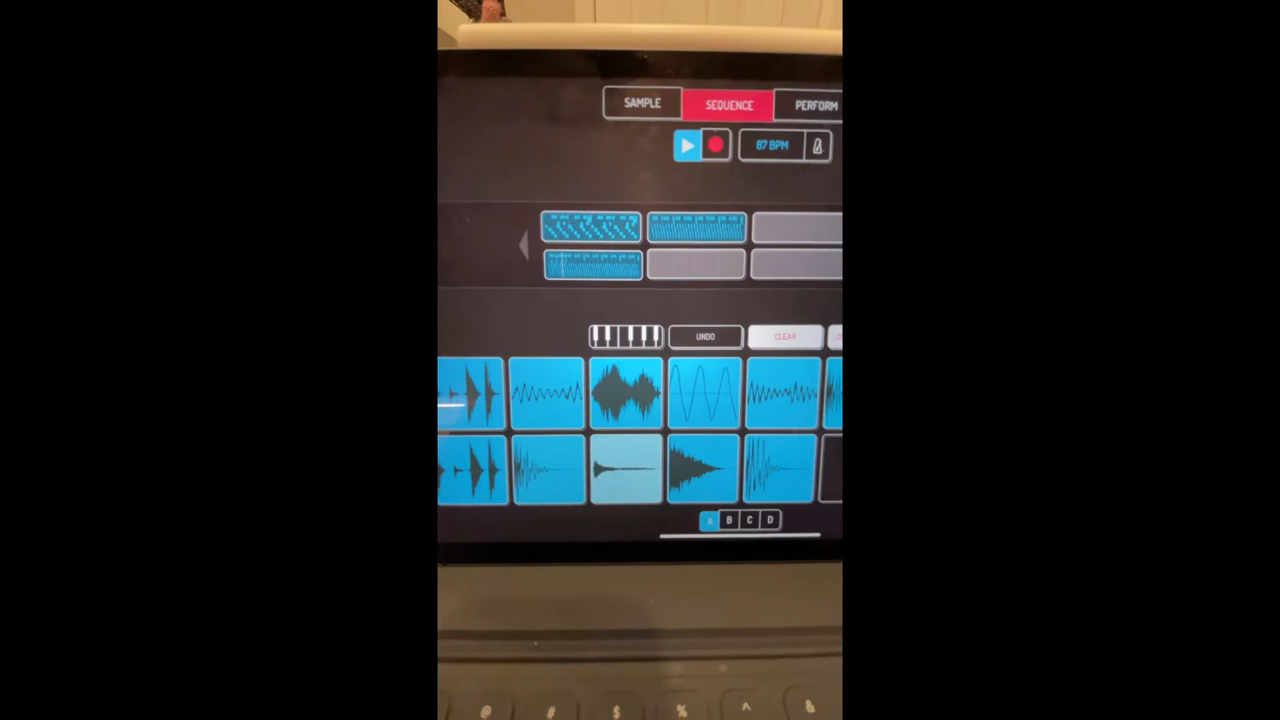 SAMPLE SEQUENCE PERFORM
87 BPM
UNDO CLEAR
A B C D
@ # $ % ^ &